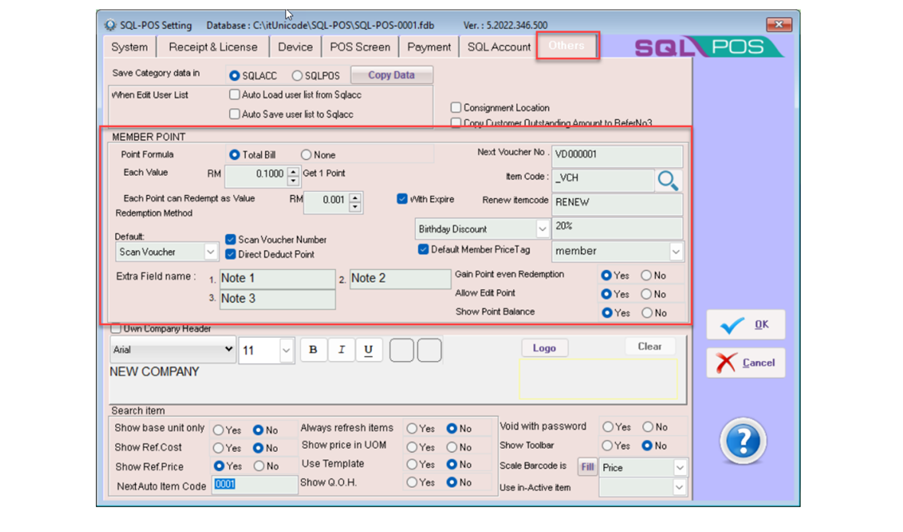 SQL-POS Setting Database : C:\itUnicode\SQL-POS\SQL-POS-0001.fdb Ver. : 5.2022.346.500
System Receipt & License Device POS Screen Payment SQL Account Others
SQL POS
Save Category data in SQLACC SQLPOS Copy Data
When Edit User List Auto Load user list from Sqlacc
Auto Save user list to Sqlacc
Consignment Location
Copy Customer Outstanding Amount to ReferNo3
MEMBER POINT
Point Formula Total Bill None
Next Voucher No . VD000001
Each Value RM 0.1000 Get 1 Point
Item Code : _VCH
Each Point can Redempt as Value RM 0.001 With Expire
Renew itemcode RENEW
Redemption Method
Birthday Discount 20%
Default: Scan Voucher Number
Scan Voucher Direct Deduct Point
Default Member PriceTag member
Extra Field name : 1. Note 1 2. Note 2
3. Note 3
Gain Point even Redemption Yes No
Allow Edit Point Yes No
Show Point Balance Yes No
OK
Cancel
Own Company Header
Arial 11 B I U Logo Clear
NEW COMPANY
Search item
Show base unit only Yes No Always refresh items Yes No Void with password Yes No
Show Ref.Cost Yes No Show price in UOM Yes No Show Toolbar Yes No
Show Ref.Price Yes No Use Template Yes No Scale Barcode is Fill Price
NextAuto Item Code 0001 Show Q.O.H. Yes No Use in-Active Item